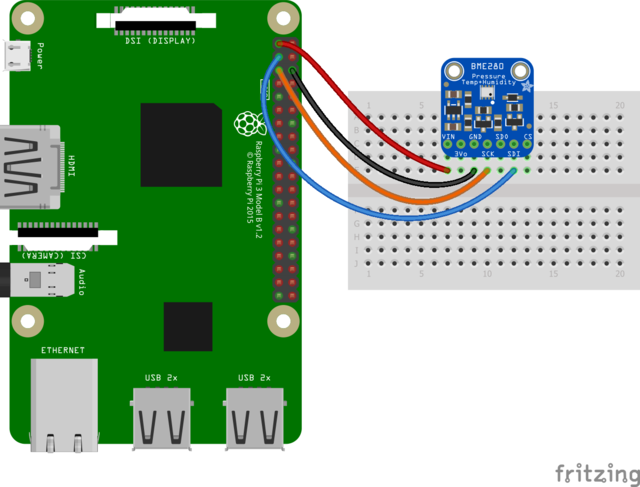 DSI (DISPLAY)
Power
HDMI
Raspberry Pi 3 Model B v1.2
© Raspberry Pi 2015
CSI (CAMERA)
Audio
ETHERNET
USB 2x
USB 2x
BME280
Pressure
Temp+Humidity
VIN GND SDO CS
3Vo SCK SDI
1 5 15 20
G
H
I
J
1 5 10 15 20
fritzing